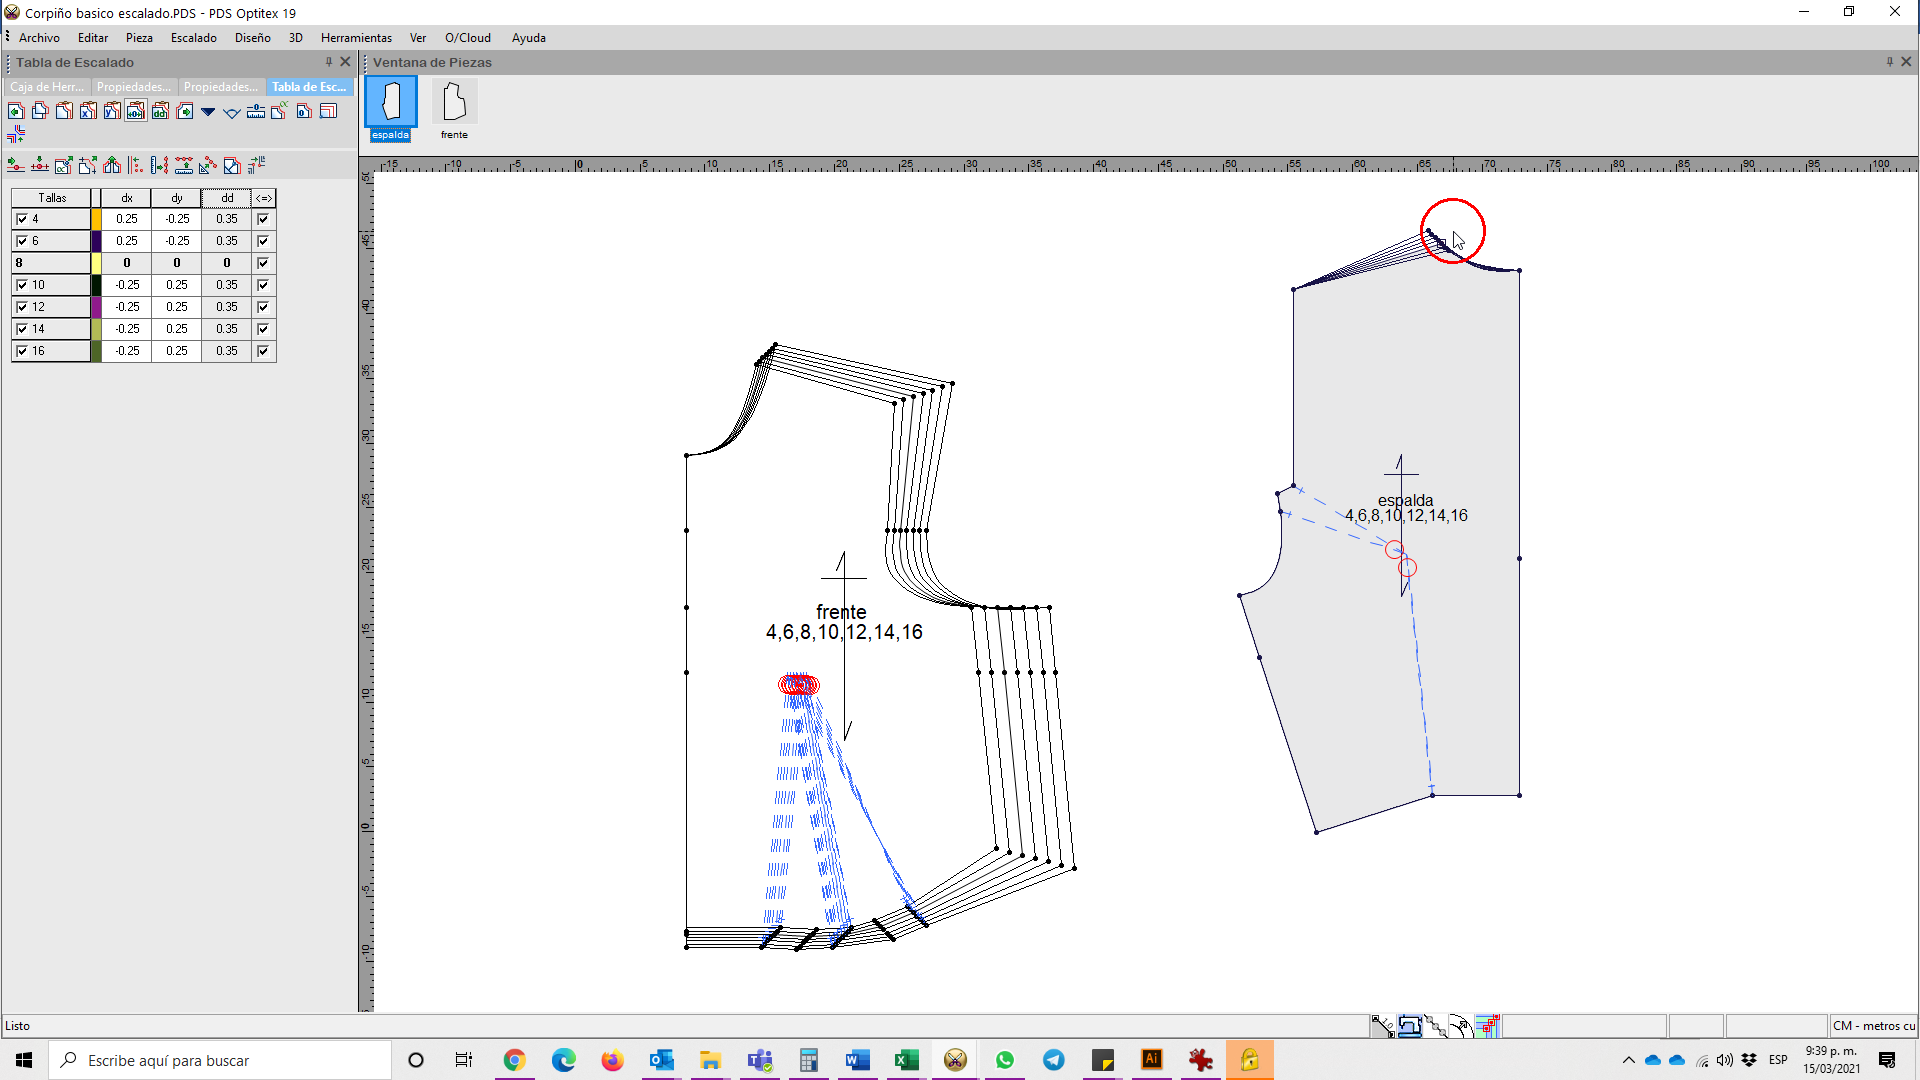 Corpiño basico escalado.PDS - PDS Optitex 19
Archivo Editar Pieza Escalado Diseño 3D Herramientas Ver O/Cloud Ayuda
Tabla de Escalado
Caja de Herr... Propiedades... Propiedades... Tabla de Esc...
Tallas dx dy dd <=>
4 0.25 -0.25 0.35
6 0.25 -0.25 0.35
8 0 0 0
10 -0.25 0.25 0.35
12 -0.25 0.25 0.35
14 -0.25 0.25 0.35
16 -0.25 0.25 0.35
Ventana de Piezas
espalda frente
-15 -10 -5 0 5 10 15 20 25 30 35 40 45 50 55 60 65 70 75 80 85 90 95 100
50
45
40
35
30
25
20
15
10
5
0
-5
-10
espalda
4,6,8,10,12,14,16
frente
4,6,8,10,12,14,16
Listo
CM - metros cu
Escribe aquí para buscar
ESP
9:39 p. m.
15/03/2021